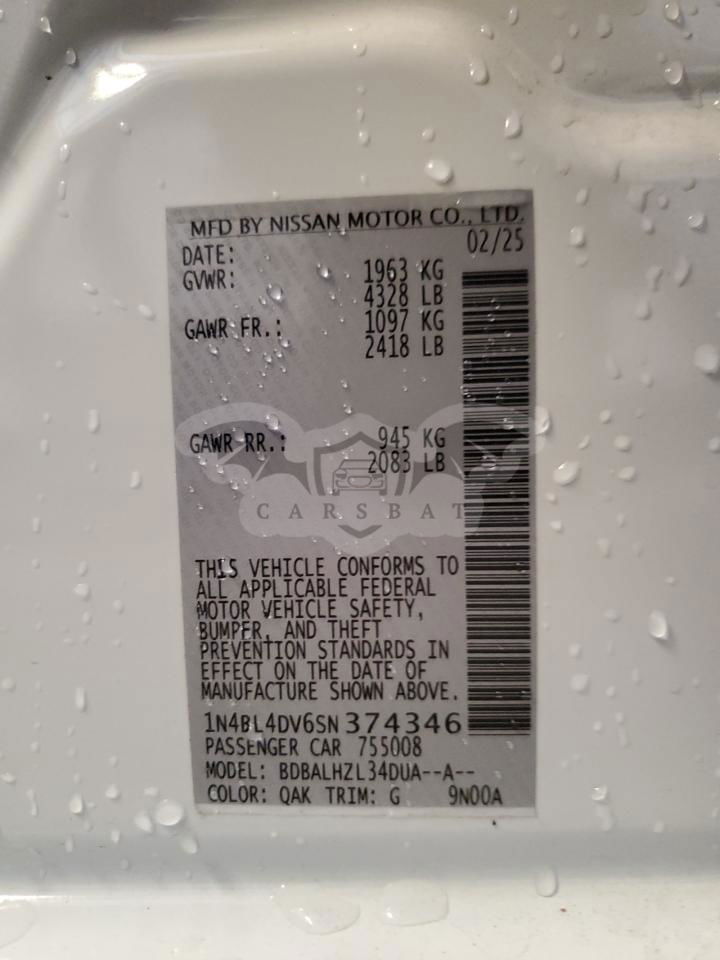 MFD BY NISSAN MOTOR CO., LTD.
DATE: 02/25
GVWR: 1963 KG
4328 LB
GAWR FR.: 1097 KG
2418 LB
GAWR RR.: 945 KG
2083 LB
CARSBAT
THIS VEHICLE CONFORMS TO
ALL APPLICABLE FEDERAL
MOTOR VEHICLE SAFETY,
BUMPER, AND THEFT
PREVENTION STANDARDS IN
EFFECT ON THE DATE OF
MANUFACTURE SHOWN ABOVE.
1N4BL4DV6SN374346
PASSENGER CAR 755008
MODEL: BDBALHZL34DUA--A--
COLOR: QAK TRIM: G 9N00A